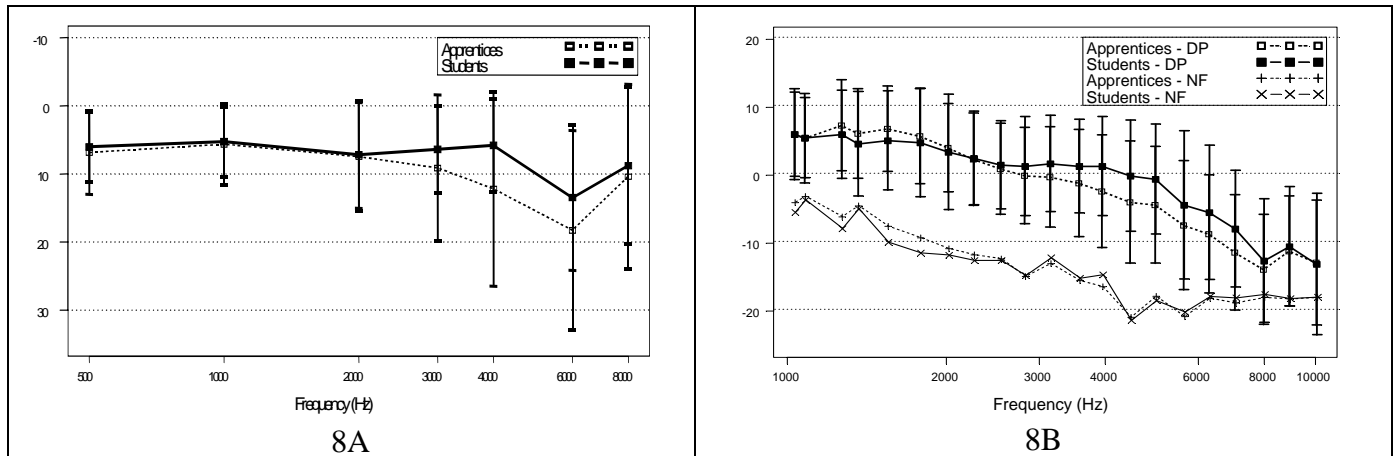 -10
0
10
20
30
Apprentices
Students
500
1000
2000
3000
4000
6000
8000
Frequency (Hz)
8A
20
10
0
-10
-20
Apprentices - DP
Students - DP
Apprentices - NF
Students - NF
1000
2000
4000
6000
8000
10000
Frequency (Hz)
8B